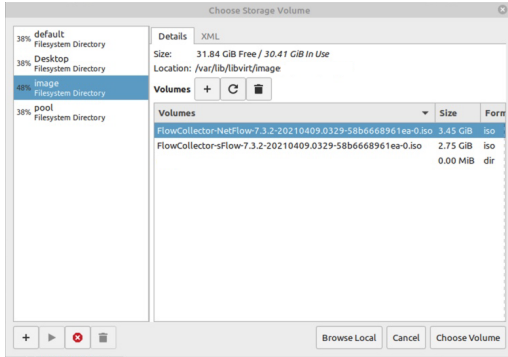 Choose Storage Volume
38% default
Filesystem Directory
38% Desktop
Filesystem Directory
48% image
Filesystem Directory
38% pool
Filesystem Directory
Details XML
Size: 31.84 GiB Free / 30.41 GiB In Use
Location: /var/lib/libvirt/image
Volumes
Volumes Size Form
FlowCollector-NetFlow-7.3.2-20210409.0329-58b6668961ea-0.iso 3.45 GiB iso
FlowCollector-sFlow-7.3.2-20210409.0329-58b6668961ea-0.iso 2.75 GiB iso
0.00 MiB dir
Browse Local Cancel Choose Volume